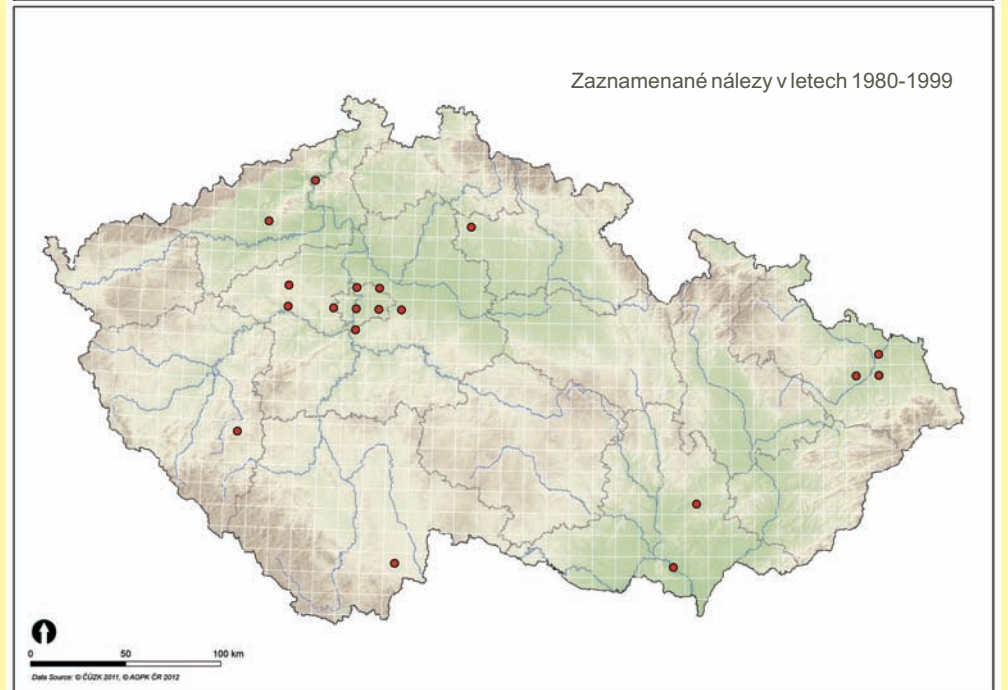 Zaznamenané nálezy v letech 1980-1999
0 50 100 km
Data Source: © ČÚZK 2011, © AOPK ČR 2012